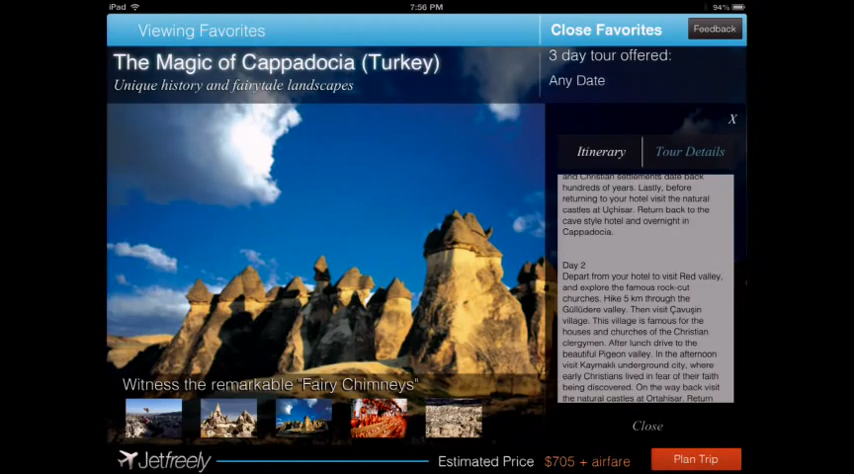 iPad
7:56 PM
94%
Viewing Favorites
Close Favorites
Feedback
The Magic of Cappadocia (Turkey)
Unique history and fairytale landscapes
3 day tour offered:
Any Date
X
Itinerary
Tour Details
and Christian settlements date back
hundreds of years. Lastly, before
returning to your hotel visit the natural
castles at Uçhisar. Return back to the
cave style hotel and overnight in
Cappadocia.
Day 2
Depart from your hotel to visit Red valley,
and explore the famous rock-cut
churches. Hike 5 km through the
Güllüdere valley. Then visit Çavuşin
village. This village is famous for the
houses and churches of the Christian
clergymen. After lunch drive to the
beautiful Pigeon valley. In the afternoon
visit Kaymaklı underground city, where
early Christians lived in fear of their faith
being discovered. On the way back visit
the natural castles at Ortahisar. Return
Witness the remarkable "Fairy Chimneys"
Close
Jetfreely
Estimated Price
$705 + airfare
Plan Trip